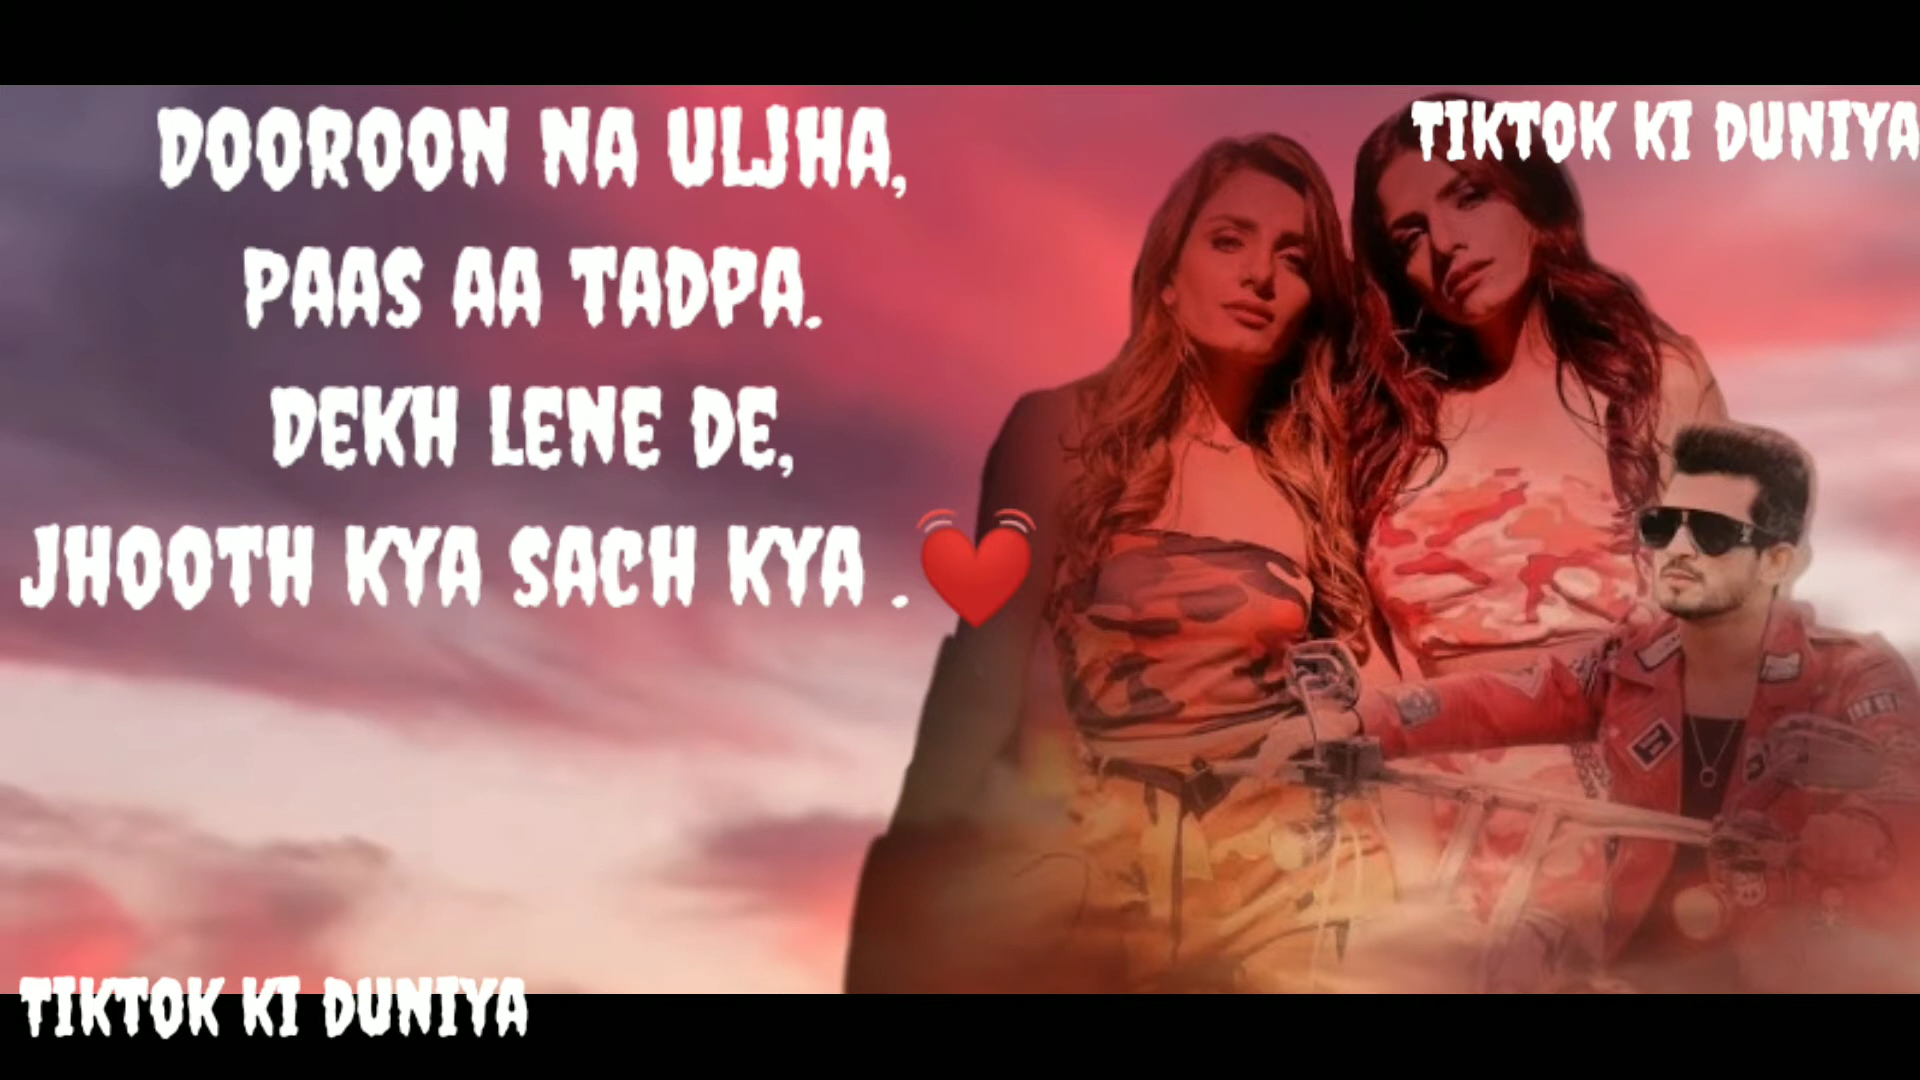 DOOROON NA ULJHA,
TIKTOK KI DUNIYA
PAAS AA TADPA.
DEKH LENE DE,
JHOOTH KYA SACH KYA . 💓
TIKTOK KI DUNIYA